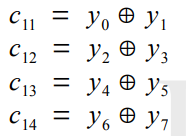 c₁₁ = y₀ ⊕ y₁
c₁₂ = y₂ ⊕ y₃
c₁₃ = y₄ ⊕ y₅
c₁₄ = y₆ ⊕ y₇